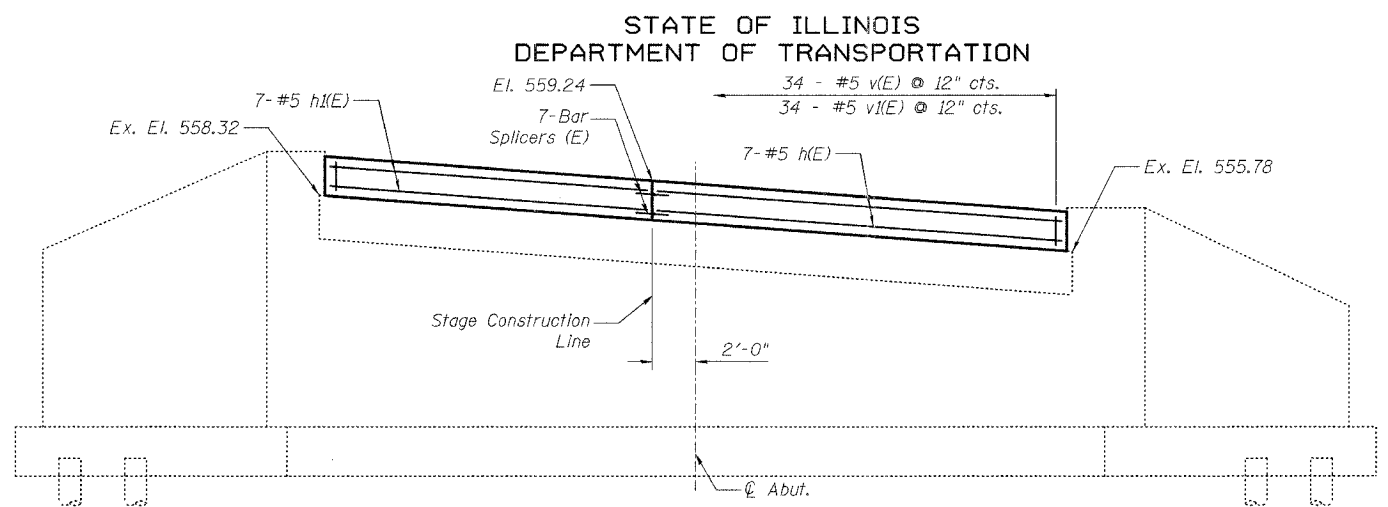 STATE OF ILLINOIS
DEPARTMENT OF TRANSPORTATION
34 - #5 v(E) @ 12" cts.
34 - #5 v1(E) @ 12" cts.
El. 559.24
7-#5 h1(E)
7-Bar
Splicers (E)
Ex. El. 558.32
7-#5 h(E)
Ex. El. 555.78
Stage Construction
Line
2'-0"
℄ Abut.